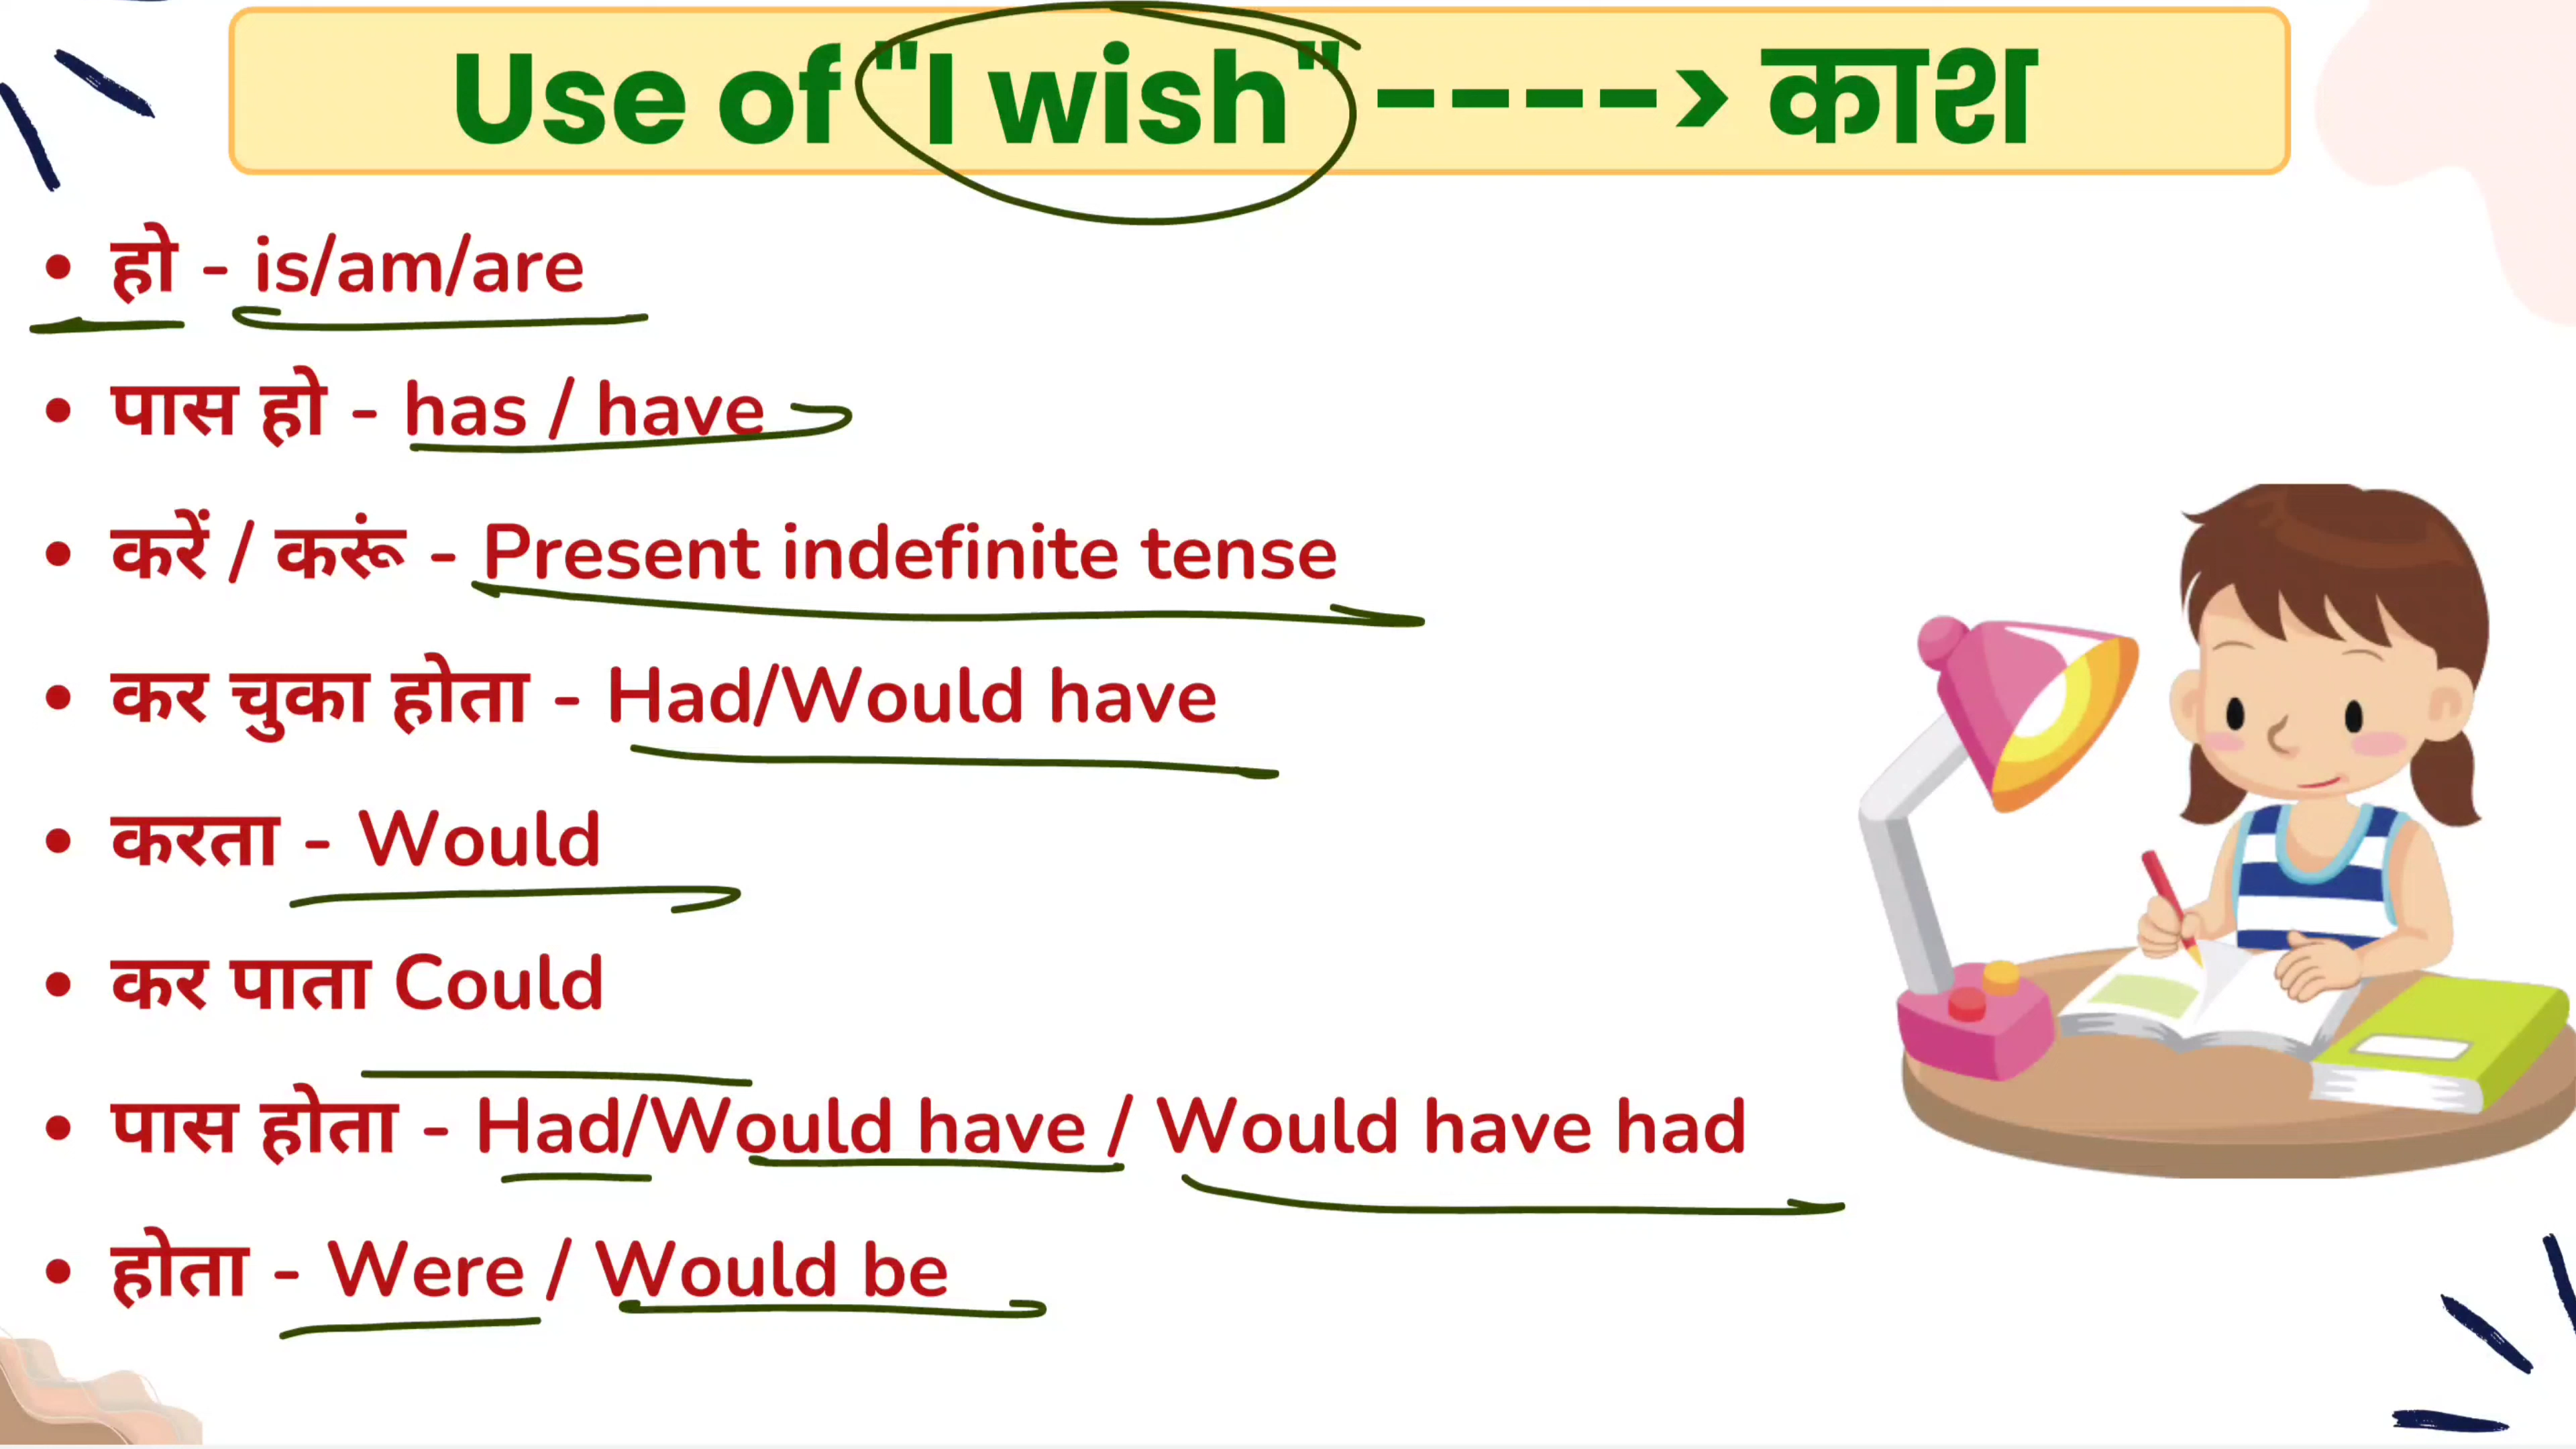 Use of "I wish" ----> काश
• हो - is/am/are
• पास हो - has / have
• करें / करूं - Present indefinite tense
• कर चुका होता - Had/Would have
• करता - Would
• कर पाता Could
• पास होता - Had/Would have / Would have had
• होता - Were / Would be